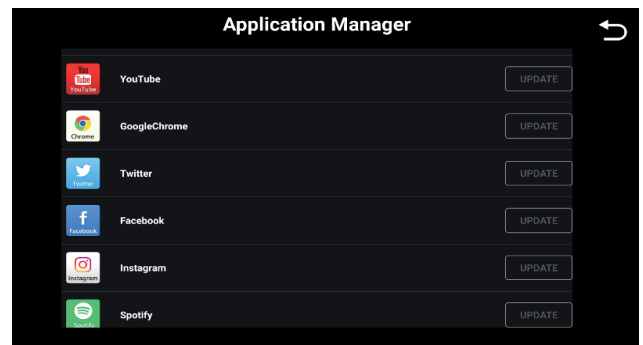 Application Manager
You
Tube
YouTube
YouTube
UPDATE
Chrome
GoogleChrome
UPDATE
Twitter
Twitter
UPDATE
f
Facebook
Facebook
UPDATE
Instagram
Instagram
UPDATE
Spotify
Spotify
UPDATE